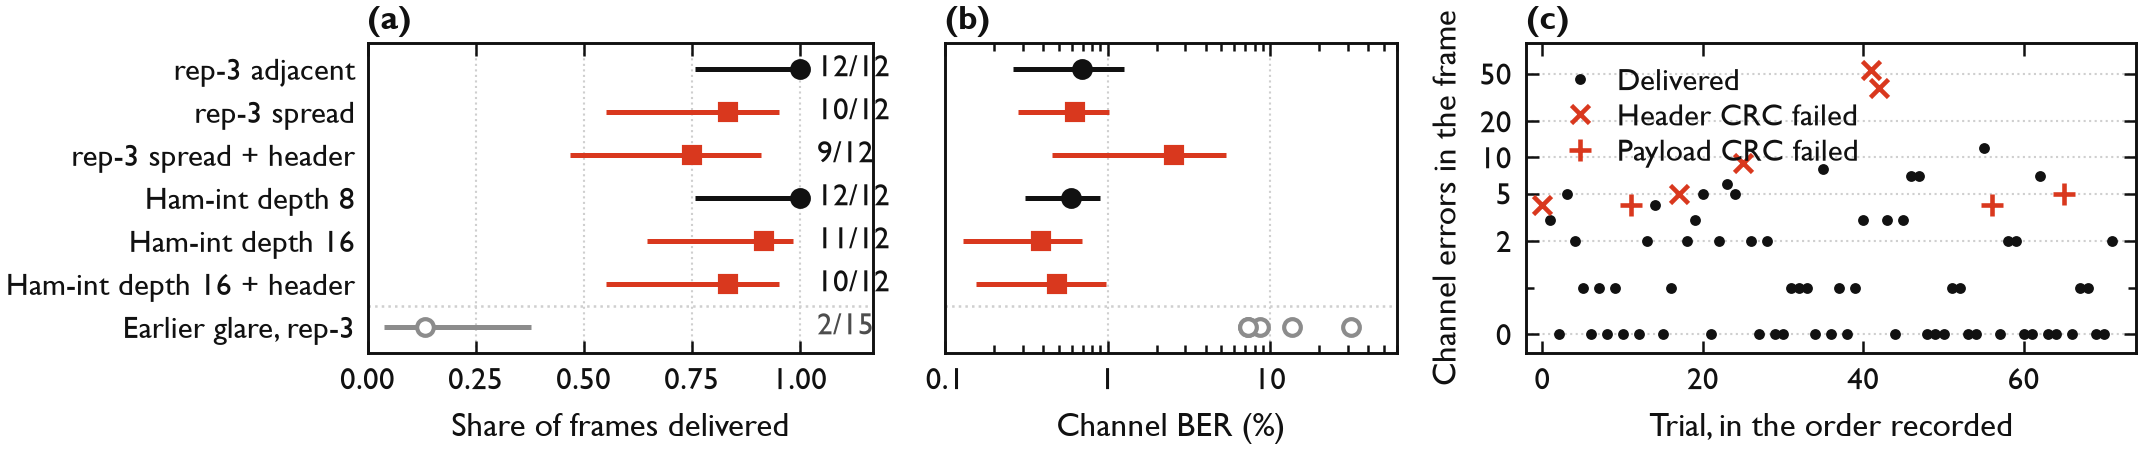 (a)
rep-3 adjacent
rep-3 spread
rep-3 spread + header
Ham-int depth 8
Ham-int depth 16
Ham-int depth 16 + header
Earlier glare, rep-3
12/12
10/12
9/12
12/12
11/12
10/12
2/15
0.00 0.25 0.50 0.75 1.00
Share of frames delivered
(b)
0.1 1 10
Channel BER (%)
(c)
Channel errors in the frame
50
20
10
5
2
0
Delivered
Header CRC failed
Payload CRC failed
0 20 40 60
Trial, in the order recorded